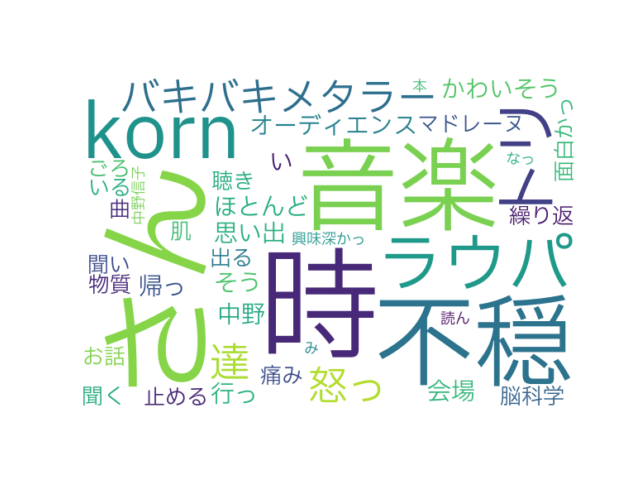 バキバキメタラー
本
かわいそう
korn
オーディエンス
マドレーヌ
面白かっ
トリ
音楽
なっ
ごろ
いる
中野信子
聴き
い
曲
ほとんど
繰り返
さん
肌
思い出
興味深かっ
ラウパ
時
不穏
聞い
出る
物質
帰っ
そう
中野
読ん
お話
達
み
痛み
怒っ
会場
脳科学
聞く
止める
行っ